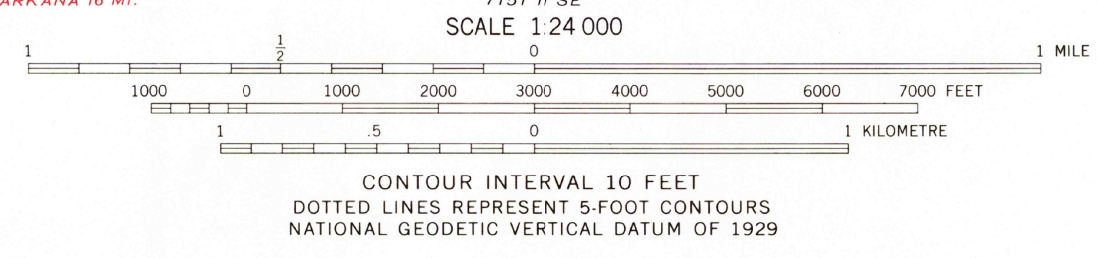 16 MI.
SCALE 1:24 000
1 1/2 0 1 MILE
1000 0 1000 2000 3000 4000 5000 6000 7000 FEET
1 .5 0 1 KILOMETRE
CONTOUR INTERVAL 10 FEET
DOTTED LINES REPRESENT 5-FOOT CONTOURS
NATIONAL GEODETIC VERTICAL DATUM OF 1929